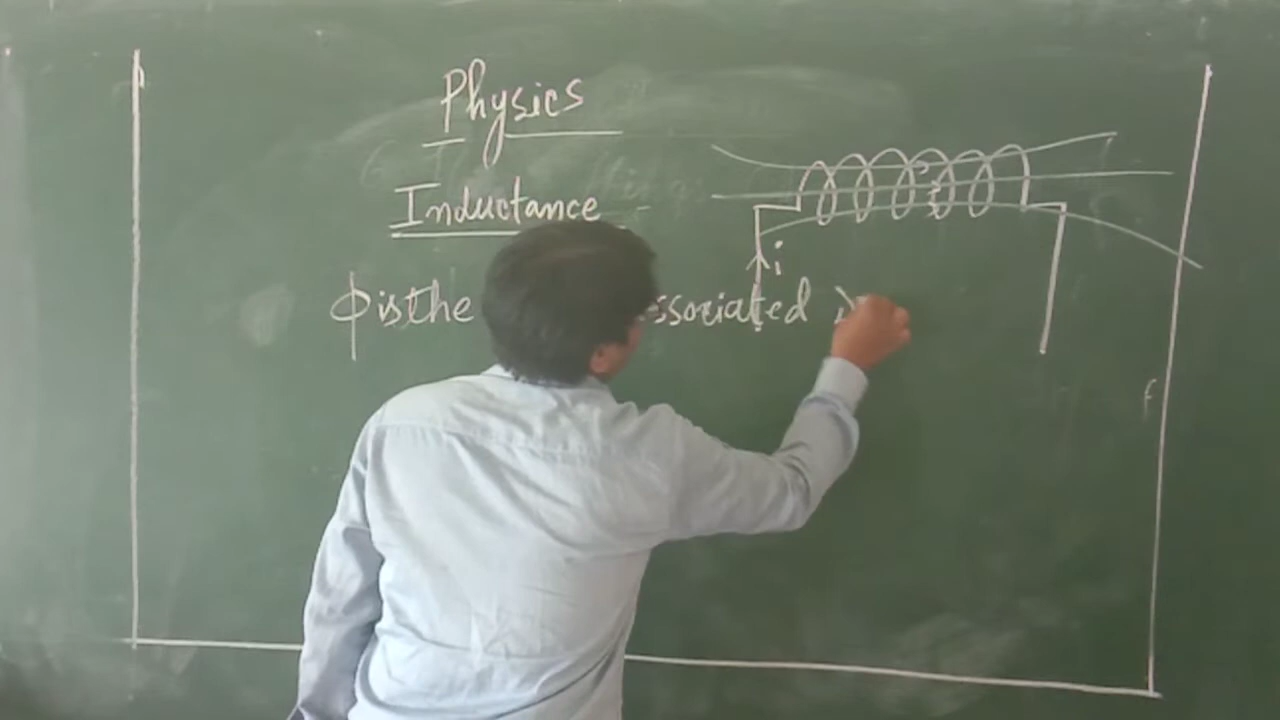 Physics
Inductance
i
ϕ is the ssociated
f